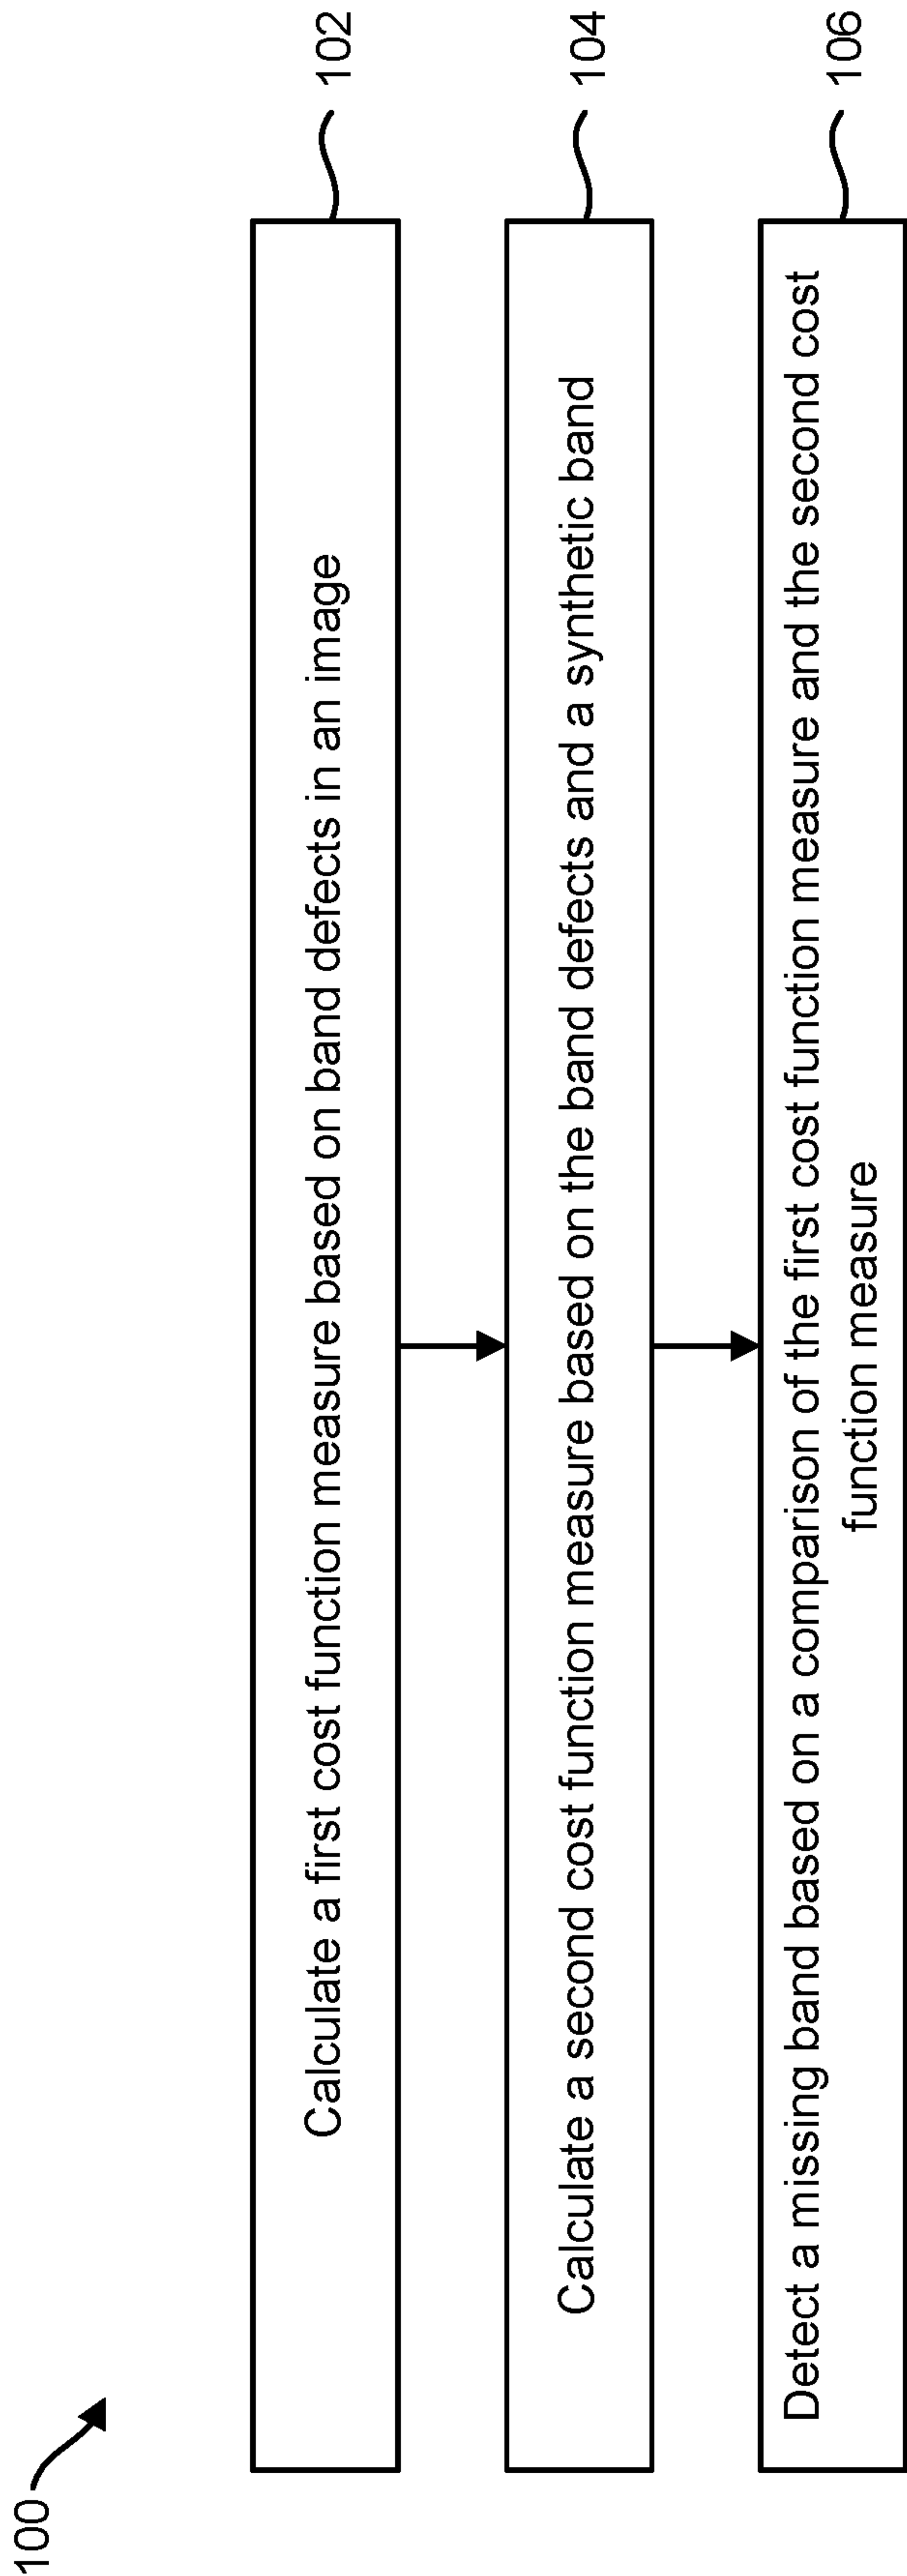 100
Calculate a first cost function measure based on band defects in an image
102
Calculate a second cost function measure based on the band defects and a synthetic band
104
Detect a missing band based on a comparison of the first cost function measure and the second cost
function measure
106